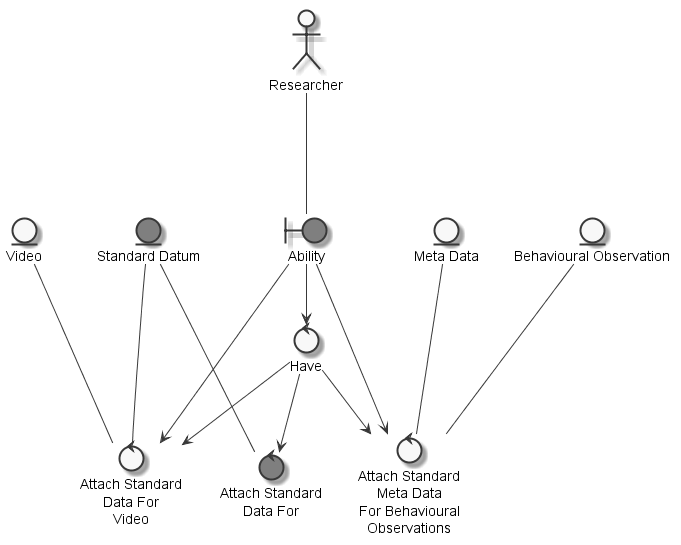 Researcher
Video
Standard Datum
Ability
Meta Data
Behavioural Observation
Have
Attach Standard
Data For
Video
Attach Standard
Data For
Attach Standard
Meta Data
For Behavioural
Observations